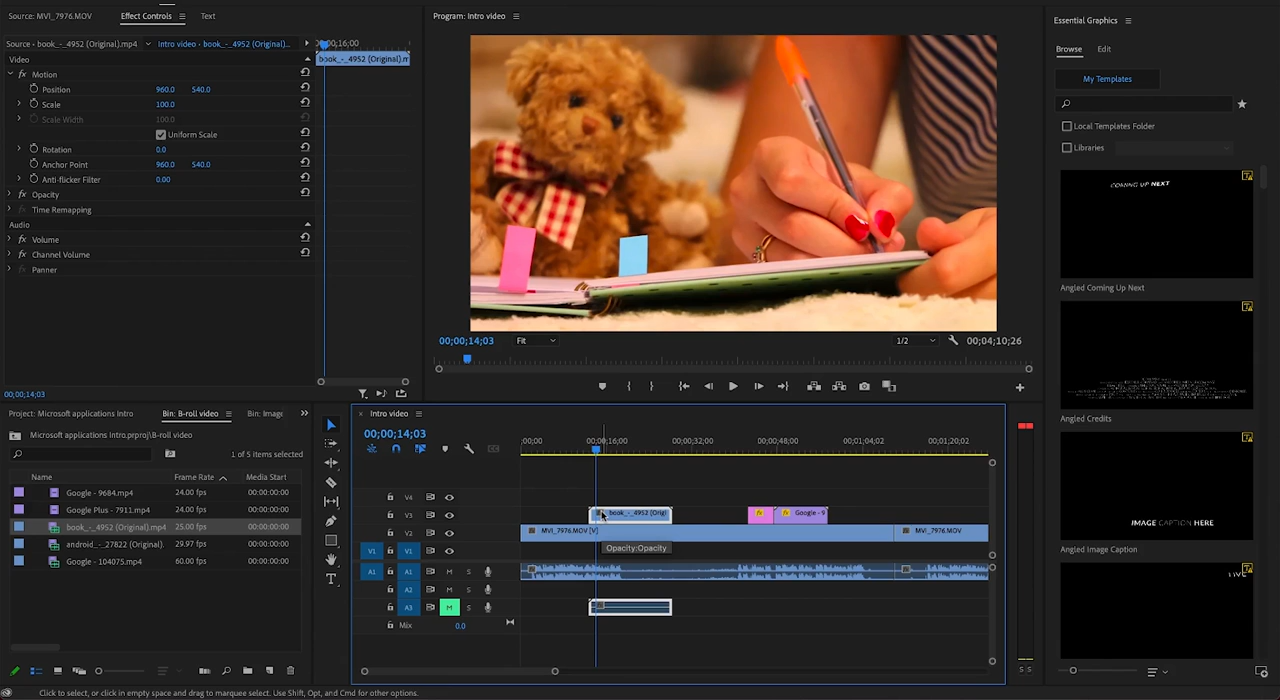 Source: MVI_7976.MOV
Effect Controls
Text
Source · book_-_4952 (Original).mp4
Intro video · book_-_4952 (Original)...
00;00;16;00
Video
book_-_4952 (Original).m
fx Motion
Position 960.0 540.0
Scale 100.0
Scale Width 100.0
Uniform Scale
Rotation 0.0
Anchor Point 960.0 540.0
Anti-flicker Filter 0.00
fx Opacity
fx Time Remapping
Audio
fx Volume
fx Channel Volume
fx Panner
00;00;14;03
Program: Intro video
00;00;14;03
Fit
1/2
00;04;10;26
Essential Graphics
Browse
Edit
My Templates
Local Templates Folder
Libraries
COMING UP NEXT
Angled Coming Up Next
Angled Credits
IMAGE CAPTION HERE
Angled Image Caption
Project: Microsoft applications Intro
Bin: B-roll video
Bin: Image
Microsoft applications Intro.prproj\B-roll video
1 of 5 items selected
Name Frame Rate Media Start
Google - 9684.mp4 24.00 fps 00:00:00:00
Google Plus - 7911.mp4 24.00 fps 00:00:00:00
book_-_4952 (Original).mp4 25.00 fps 00:00:00:00
android_-_27822 (Original). 29.97 fps 00:00:00:00
Google - 104075.mp4 60.00 fps 00:00:00:00
× Intro video
00;00;14;03
;00;00
00;00;16;00
00;00;32;00
00;00;48;00
00;01;04;02
00;01;20;02
V4
V3
book_-_4952 (Origi
fx
fx Google - 9
V2
MVI_7976.MOV [V]
MVI_7976.MOV
V1 V1
Opacity:Opacity
A1 A1 M S
A2 M S
A3 M S
Mix 0.0
S S
Click to select, or click in empty space and drag to marquee select. Use Shift, Opt, and Cmd for other options.